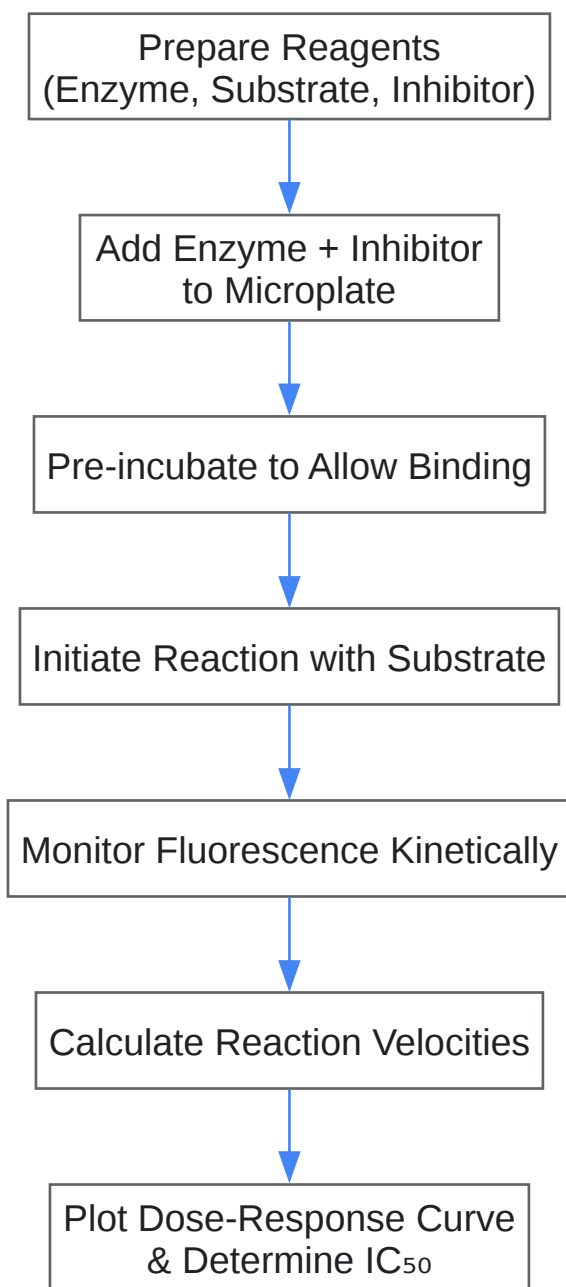 Prepare Reagents
(Enzyme, Substrate, Inhibitor)
Add Enzyme + Inhibitor
to Microplate
Pre-incubate to Allow Binding
Initiate Reaction with Substrate
Monitor Fluorescence Kinetically
Calculate Reaction Velocities
Plot Dose-Response Curve
& Determine IC₅₀